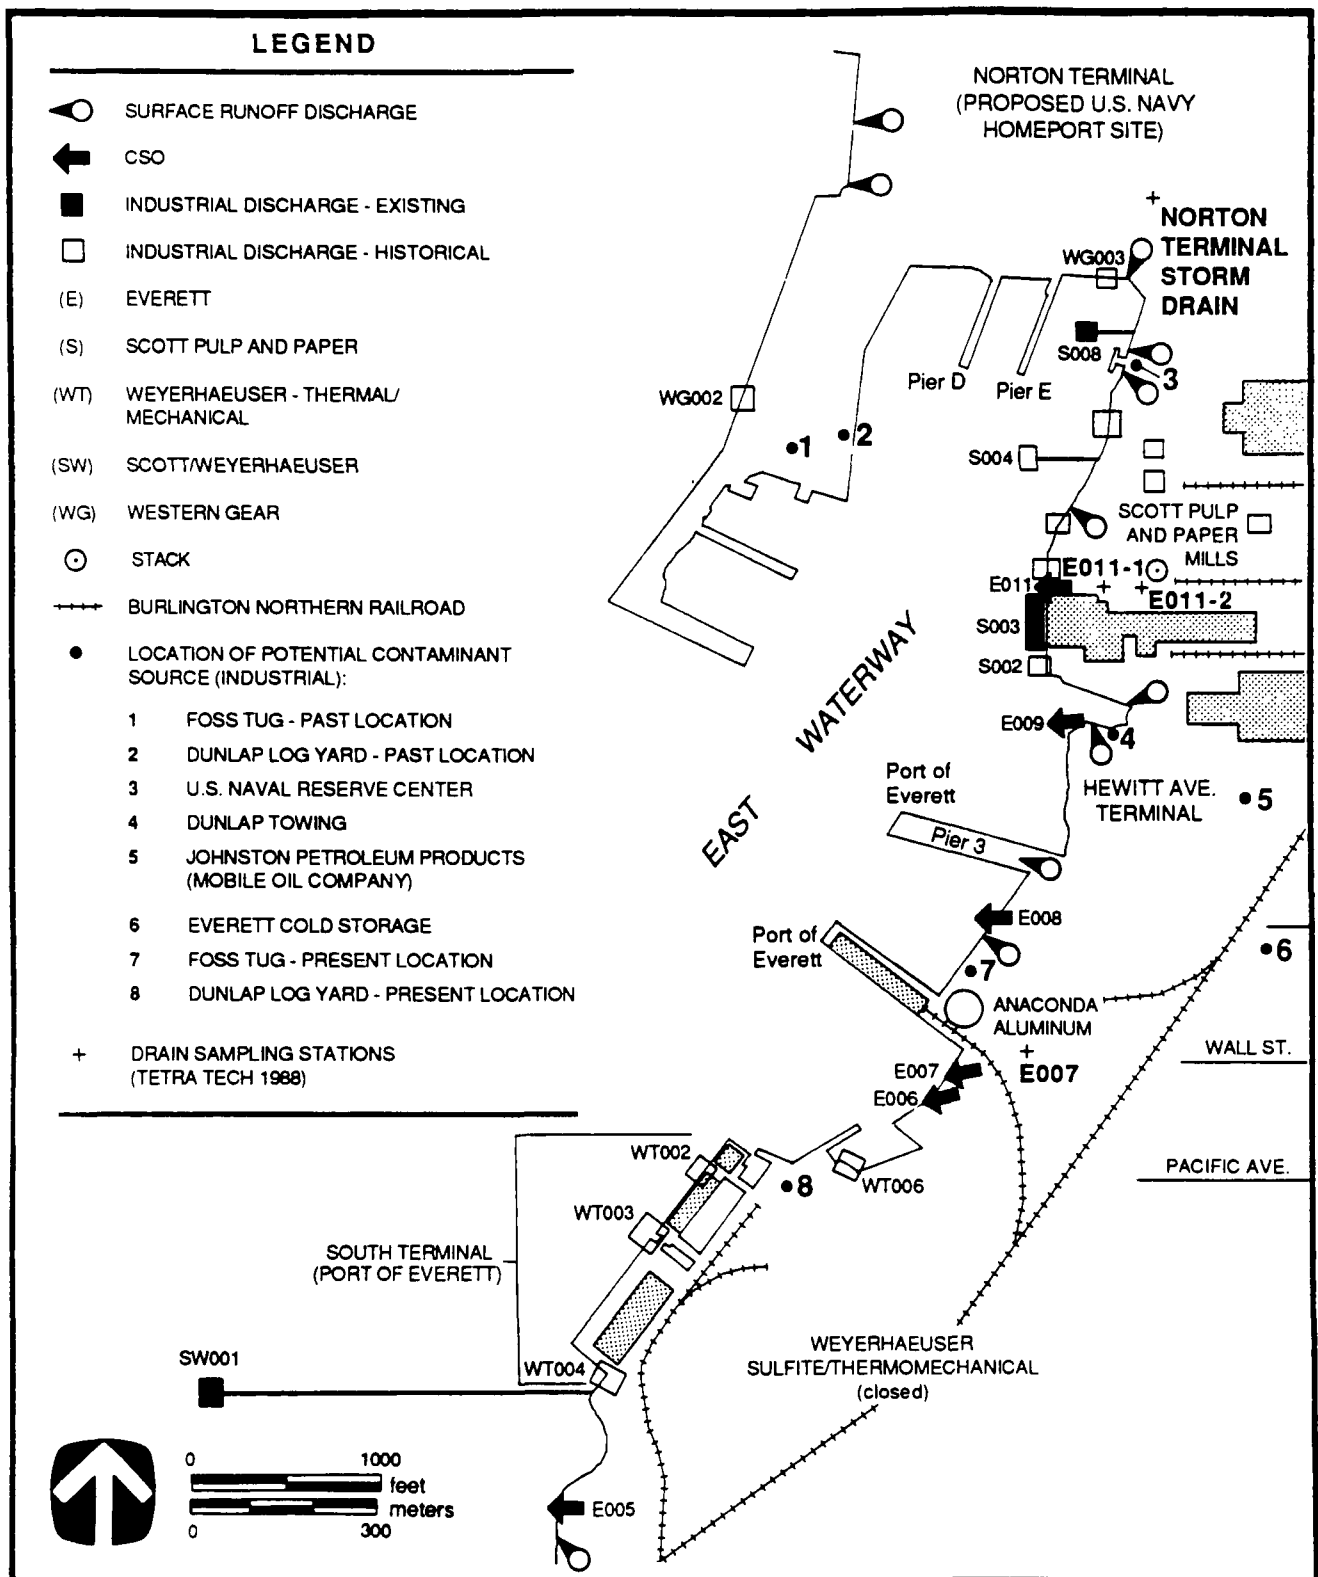 LEGEND
SURFACE RUNOFF DISCHARGE
CSO
INDUSTRIAL DISCHARGE - EXISTING
INDUSTRIAL DISCHARGE - HISTORICAL
(E) EVERETT
(S) SCOTT PULP AND PAPER
(WT) WEYERHAEUSER - THERMAL/
MECHANICAL
(SW) SCOTT/WEYERHAEUSER
(WG) WESTERN GEAR
STACK
BURLINGTON NORTHERN RAILROAD
LOCATION OF POTENTIAL CONTAMINANT
SOURCE (INDUSTRIAL):
1 FOSS TUG - PAST LOCATION
2 DUNLAP LOG YARD - PAST LOCATION
3 U.S. NAVAL RESERVE CENTER
4 DUNLAP TOWING
5 JOHNSTON PETROLEUM PRODUCTS
(MOBILE OIL COMPANY)
6 EVERETT COLD STORAGE
7 FOSS TUG - PRESENT LOCATION
8 DUNLAP LOG YARD - PRESENT LOCATION
+ DRAIN SAMPLING STATIONS
(TETRA TECH 1988)
NORTON TERMINAL
(PROPOSED U.S. NAVY
HOMEPORT SITE)
NORTON
TERMINAL
STORM
DRAIN
WG003
S008
3
Pier D
Pier E
WG002
1
2
S004
SCOTT PULP
AND PAPER
MILLS
E011-1
E011
E011-2
S003
S002
E009
4
HEWITT AVE.
TERMINAL
5
EAST WATERWAY
Port of
Everett
Pier 3
E008
Port of
Everett
7
6
ANACONDA
ALUMINUM
E007
WALL ST.
E007
E006
PACIFIC AVE.
WT002
WT006
8
WT003
SOUTH TERMINAL
(PORT OF EVERETT)
WEYERHAEUSER
SULFITE/THERMOMECHANICAL
(closed)
WT004
SW001
E005
0 1000
feet
meters
0 300